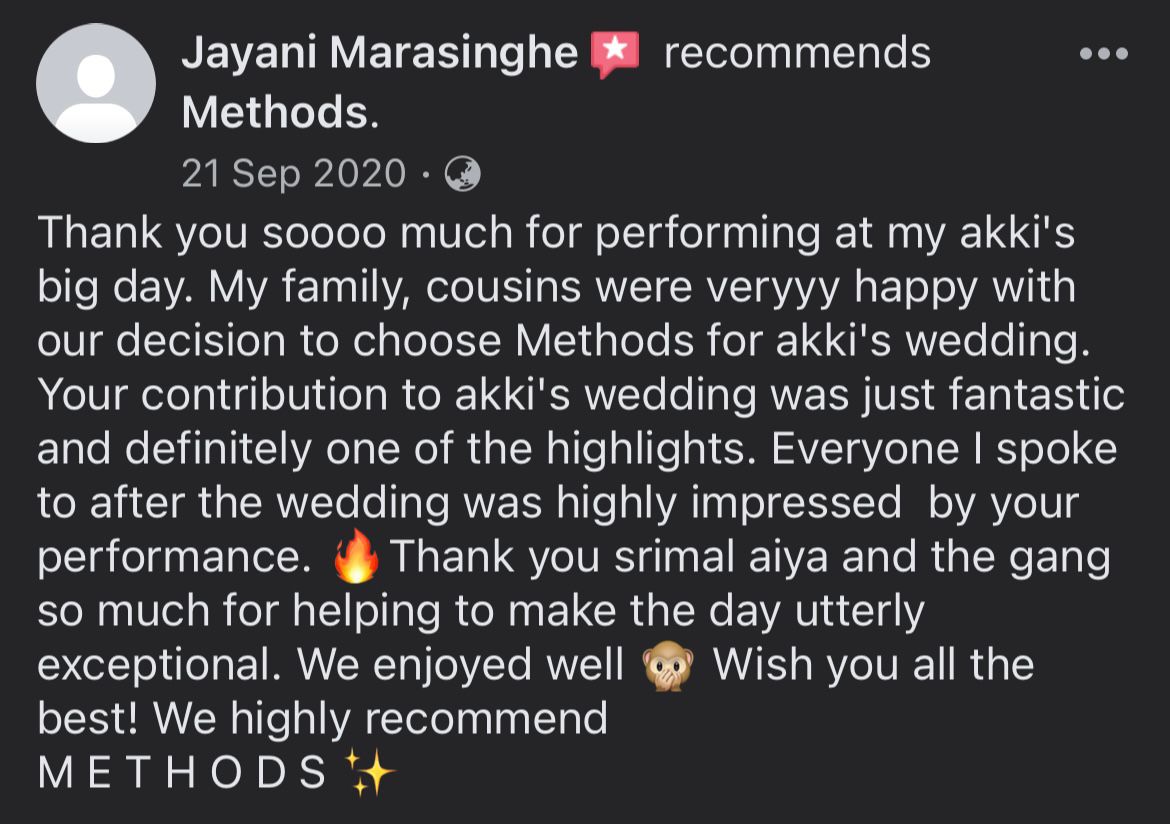 Jayani Marasinghe recommends
Methods.
21 Sep 2020 ·
Thank you soooo much for performing at my akki's
big day. My family, cousins were veryyy happy with
our decision to choose Methods for akki's wedding.
Your contribution to akki's wedding was just fantastic
and definitely one of the highlights. Everyone I spoke
to after the wedding was highly impressed  by your
performance. 🔥Thank you srimal aiya and the gang
so much for helping to make the day utterly
exceptional. We enjoyed well 🙊 Wish you all the
best! We highly recommend
M E T H O D S ✨